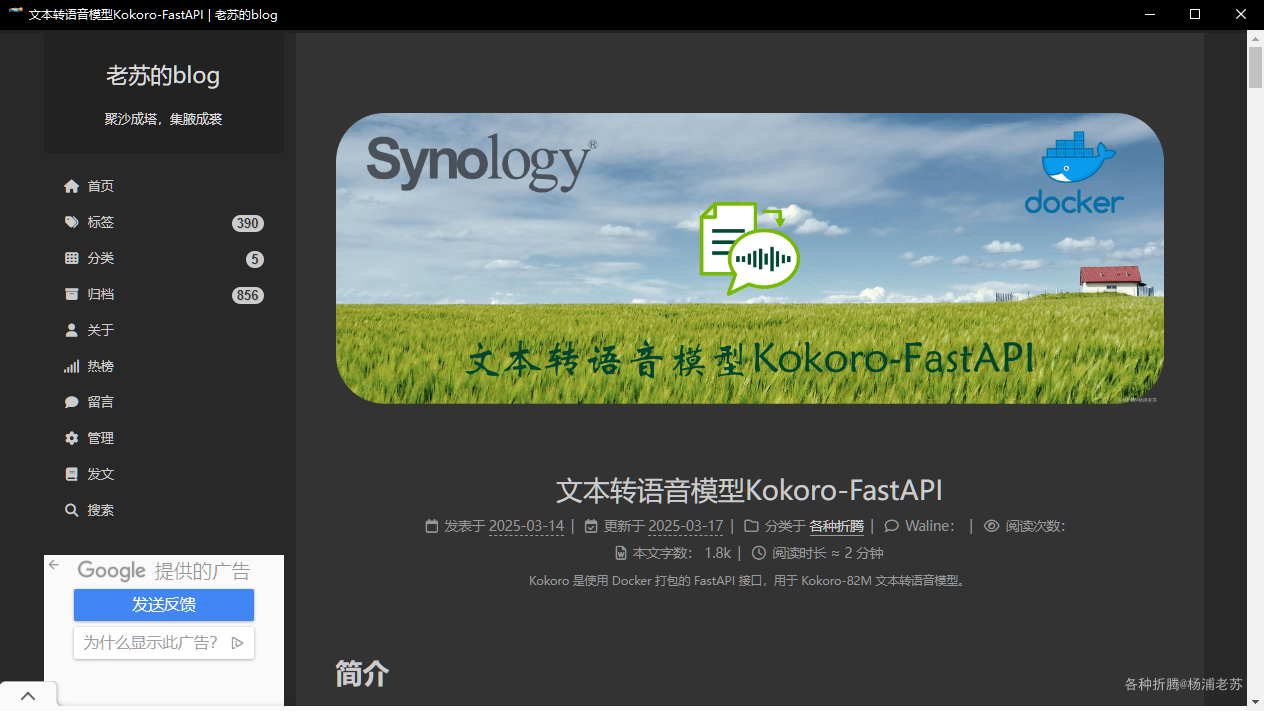 文本转语音模型Kokoro-FastAPI | 老苏的blog
老苏的blog
聚沙成塔，集腋成裘
首页
标签 390
分类 5
归档 856
关于
热榜
留言
管理
发文
搜索
Google 提供的广告
发送反馈
为什么显示此广告？
Synology®
docker
文本转语音模型Kokoro-FastAPI
文本转语音模型Kokoro-FastAPI
发表于 2025-03-14 | 更新于 2025-03-17 | 分类于 各种折腾 | Waline： | 阅读次数：
本文字数： 1.8k | 阅读时长 ≈ 2 分钟
Kokoro 是使用 Docker 打包的 FastAPI 接口，用于 Kokoro-82M 文本转语音模型。
简介
各种折腾@杨浦老苏